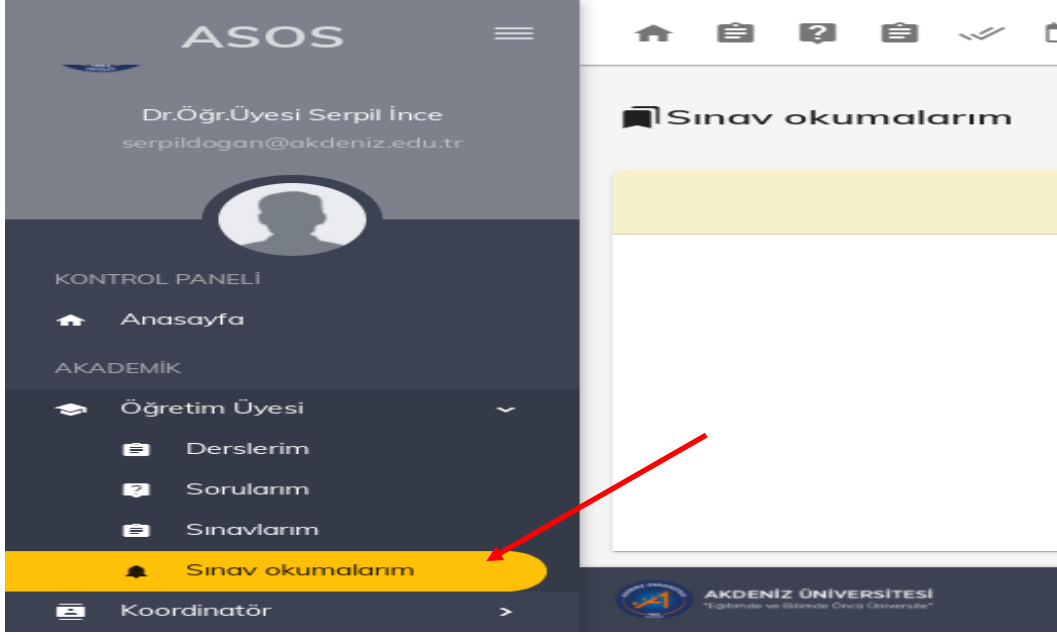 ASOS
Dr.Öğr.Üyesi Serpil İnce
serpildogan@akdeniz.edu.tr
KONTROL PANELİ
Anasayfa
AKADEMİK
Öğretim Üyesi
Derslerim
Sorularım
Sınavlarım
Sınav okumalarım
Koordinatör
Sınav okumalarım
AKDENİZ ÜNİVERSİTESİ
"Eğitimde ve Bilimde Öncü Üniversite"